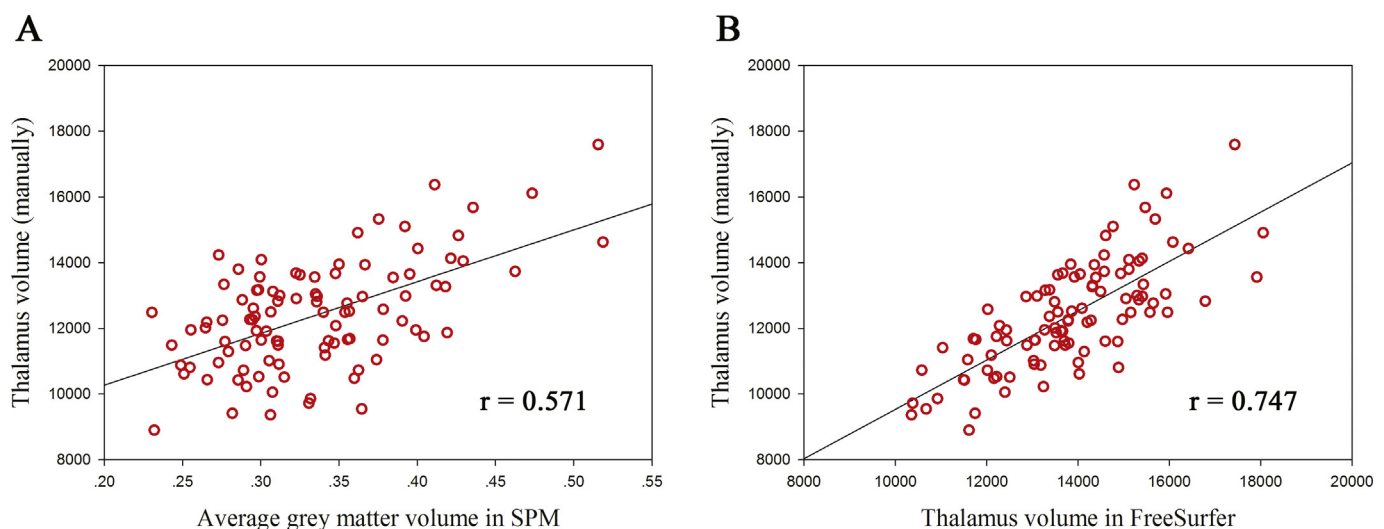 A
20000
18000
16000
14000
12000
10000
8000
Thalamus volume (manually)
r = 0.571
.20 .25 .30 .35 .40 .45 .50 .55
Average grey matter volume in SPM
B
20000
18000
16000
14000
12000
10000
8000
Thalamus volume (manually)
r = 0.747
8000 10000 12000 14000 16000 18000 20000
Thalamus volume in FreeSurfer